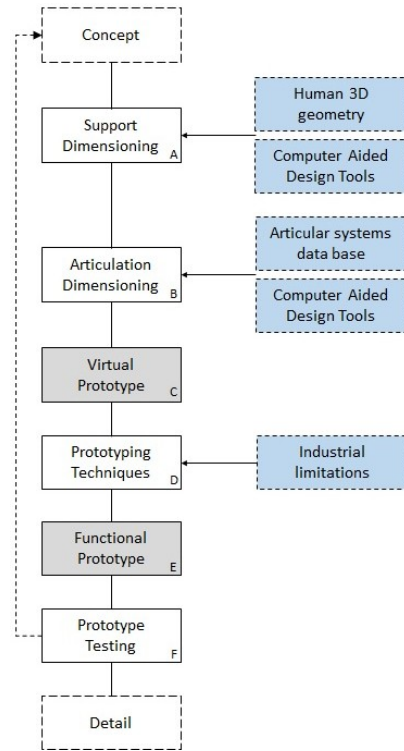 Concept
Support
Dimensioning
A
Human 3D
geometry
Computer Aided
Design Tools
Articulation
Dimensioning
B
Articular systems
data base
Computer Aided
Design Tools
Virtual
Prototype
C
Prototyping
Techniques
D
Industrial
limitations
Functional
Prototype
E
Prototype
Testing
F
Detail